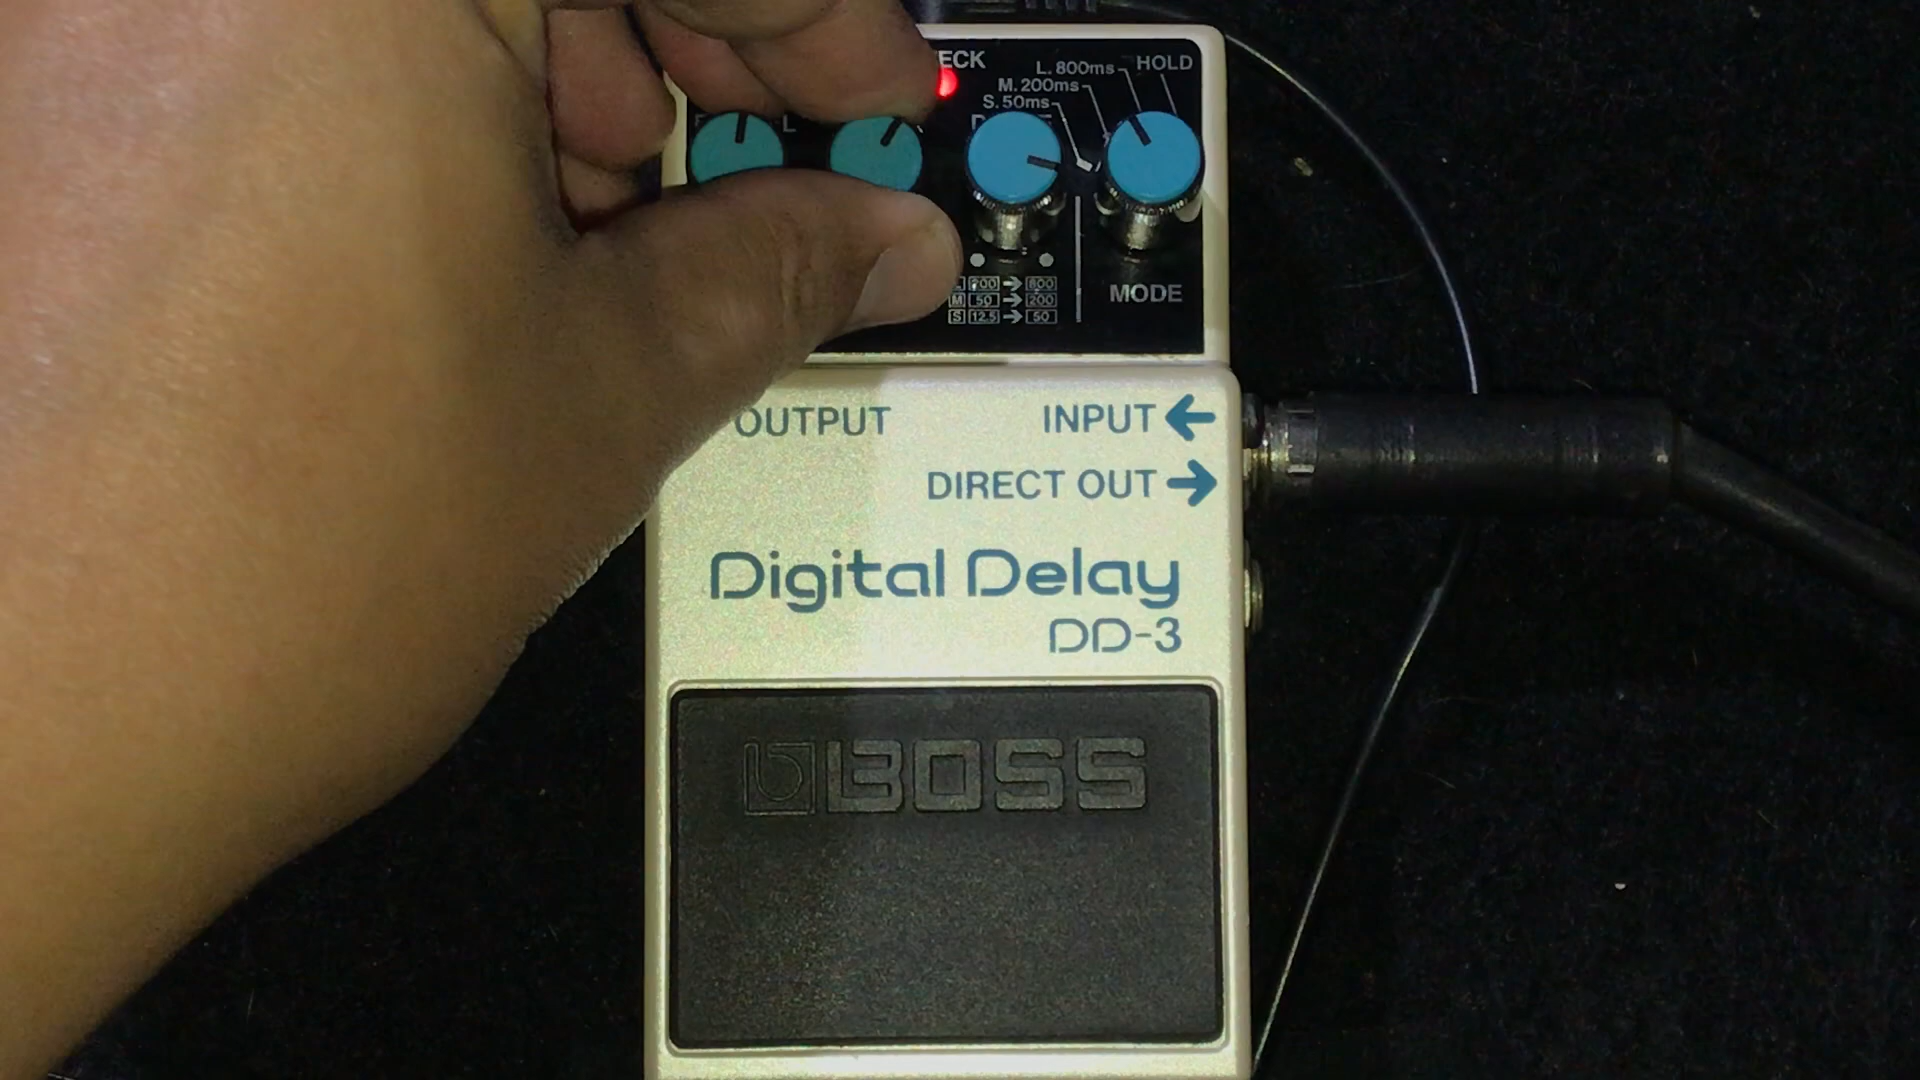 ECK
HOLD
L. 800ms
M. 200ms
S. 50ms
MODE
200 → 800
M 50 → 200
S 12.5 → 50
OUTPUT
INPUT ←
DIRECT OUT →
Digital Delay
DD-3
BOSS